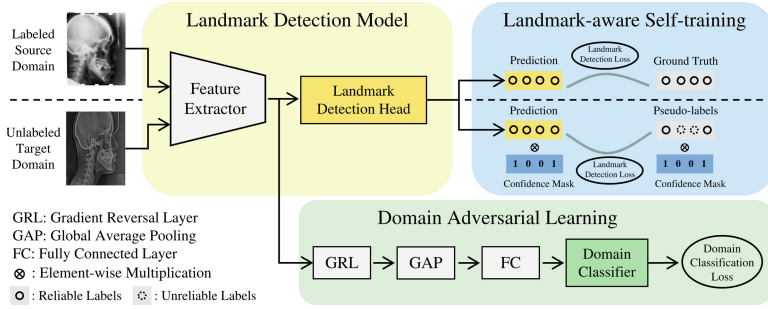 Labeled
Source
Domain
Unlabeled
Target
Domain
Landmark Detection Model
Feature
Extractor
Landmark
Detection Head
Landmark-aware Self-training
Prediction
Landmark
Detection Loss
Ground Truth
Prediction
Pseudo-labels
1 0 0 1
Confidence Mask
Landmark
Detection Loss
1 0 0 1
Confidence Mask
GRL: Gradient Reversal Layer
GAP: Global Average Pooling
FC: Fully Connected Layer
⊗ : Element-wise Multiplication
: Reliable Labels
: Unreliable Labels
Domain Adversarial Learning
GRL
GAP
FC
Domain
Classifier
Domain
Classification
Loss